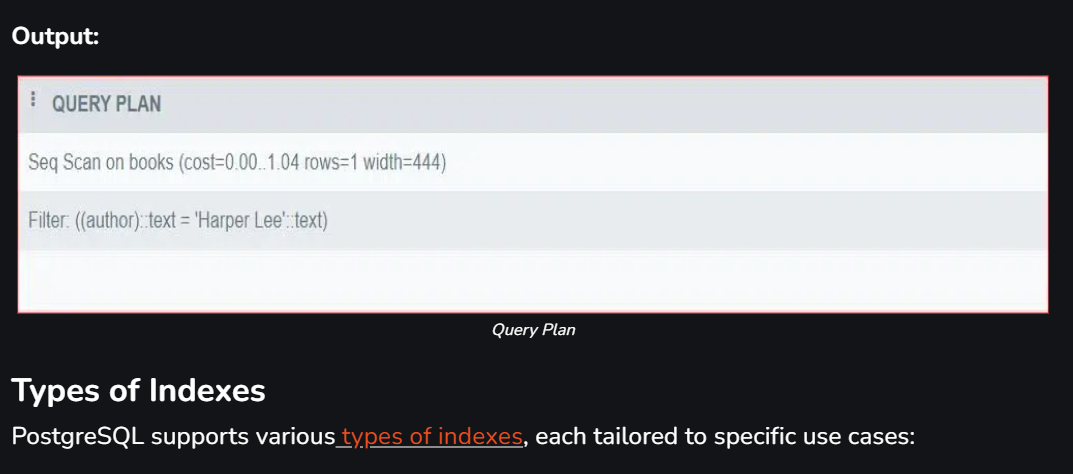 Output:
QUERY PLAN
Seq Scan on books (cost=0.00..1.04 rows=1 width=444)
Filter: ((author)::text = 'Harper Lee'::text)
Query Plan
Types of Indexes
PostgreSQL supports various types of indexes, each tailored to specific use cases: